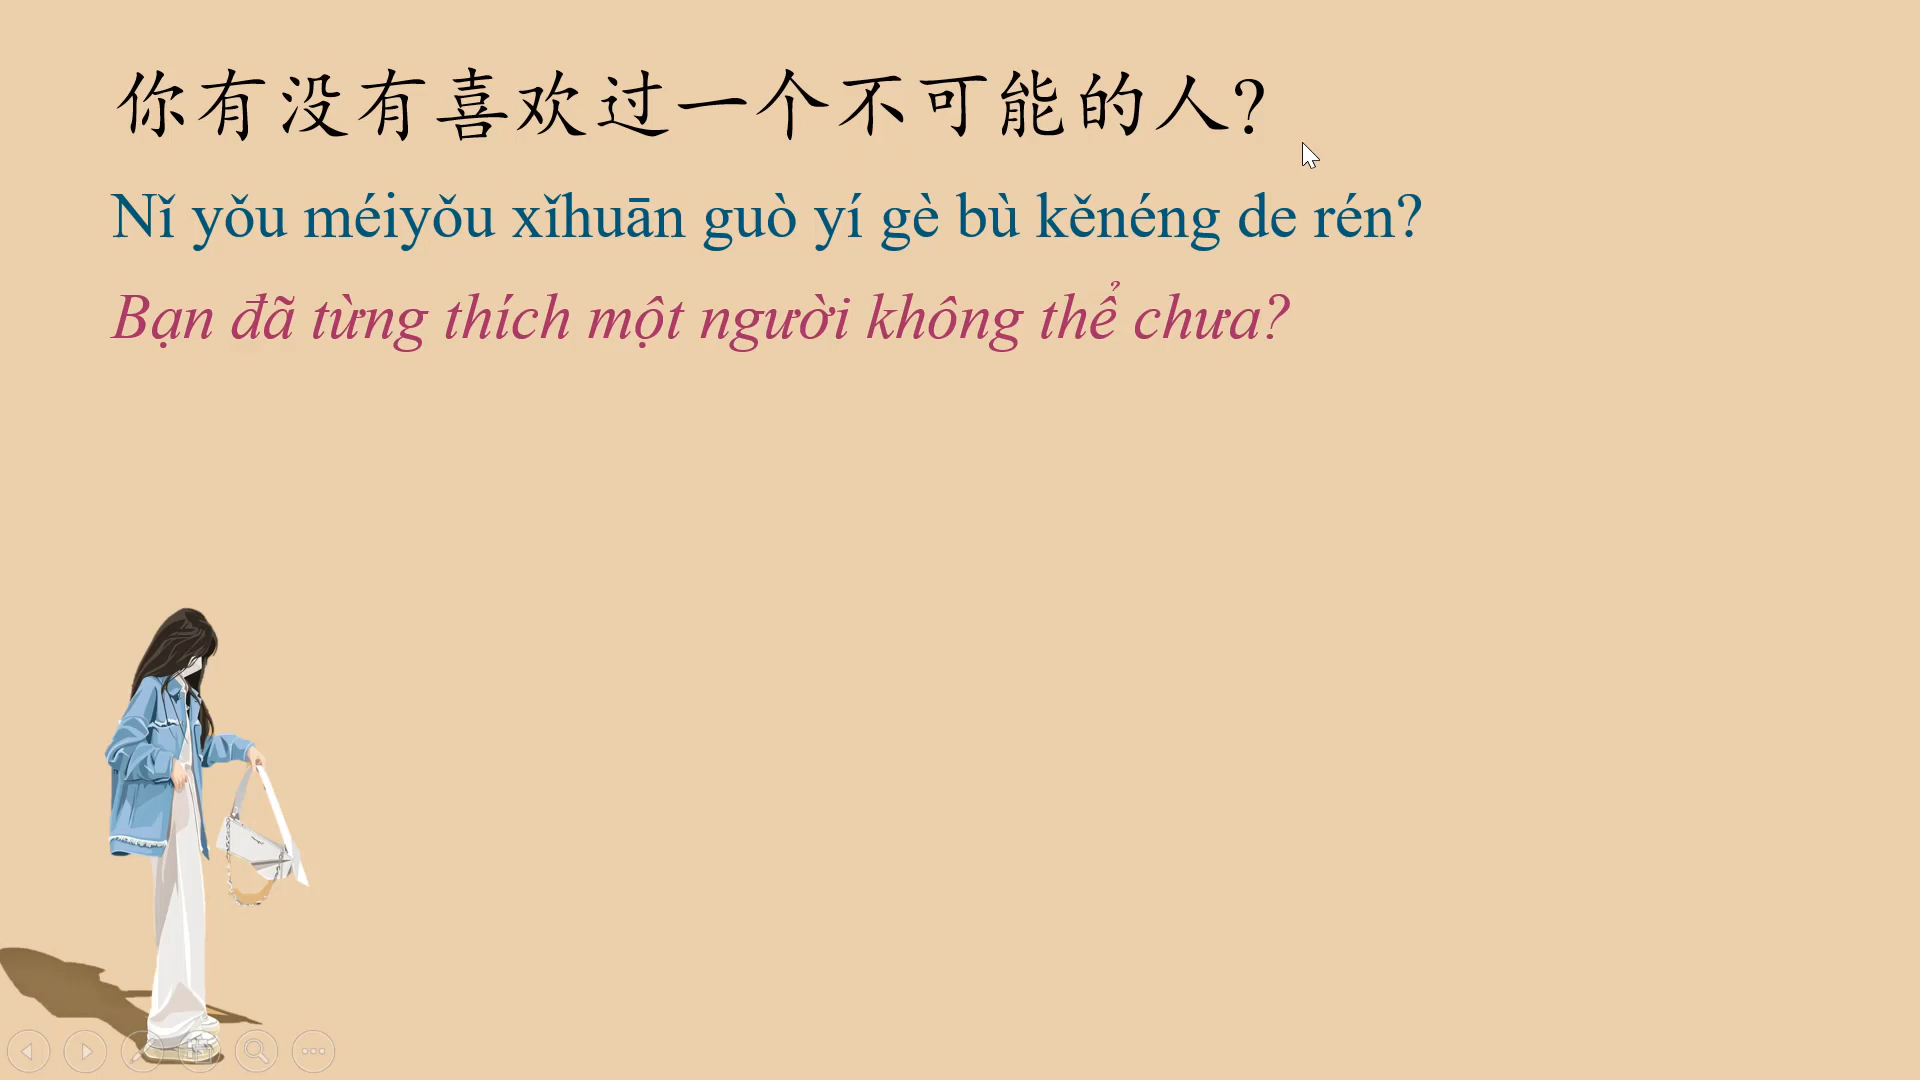 你有没有喜欢过一个不可能的人?
Nǐ yǒu méiyǒu xǐhuān guò yí gè bù kěnéng de rén?
Bạn đã từng thích một người không thể chưa?